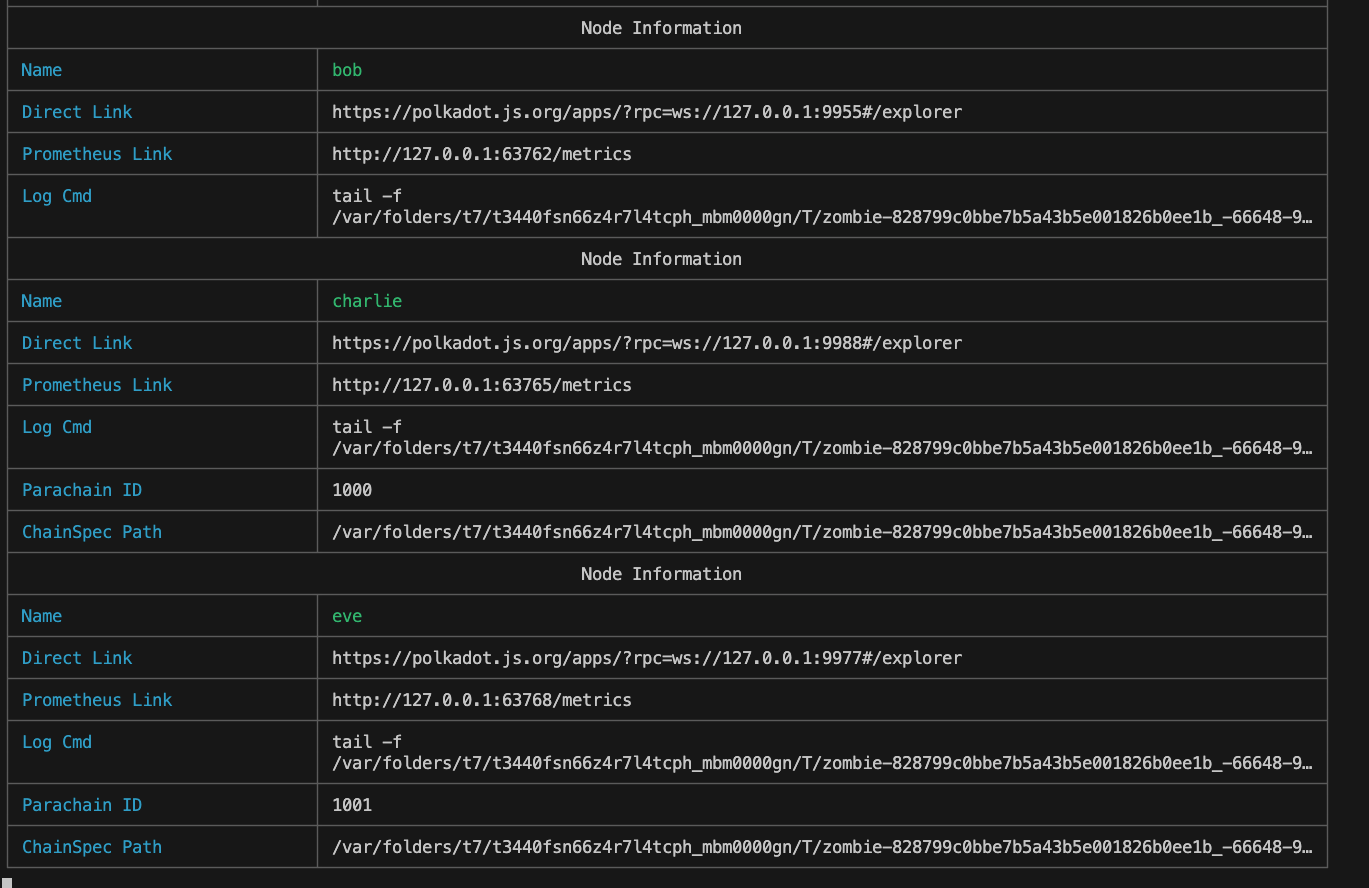 Node Information
Name bob
Direct Link https://polkadot.js.org/apps/?rpc=ws://127.0.0.1:9955#/explorer
Prometheus Link http://127.0.0.1:63762/metrics
Log Cmd tail -f
/var/folders/t7/t3440fsn66z4r7l4tcph_mbm0000gn/T/zombie-828799c0bbe7b5a43b5e001826b0ee1b_-66648-9…
Node Information
Name charlie
Direct Link https://polkadot.js.org/apps/?rpc=ws://127.0.0.1:9988#/explorer
Prometheus Link http://127.0.0.1:63765/metrics
Log Cmd tail -f
/var/folders/t7/t3440fsn66z4r7l4tcph_mbm0000gn/T/zombie-828799c0bbe7b5a43b5e001826b0ee1b_-66648-9…
Parachain ID 1000
ChainSpec Path /var/folders/t7/t3440fsn66z4r7l4tcph_mbm0000gn/T/zombie-828799c0bbe7b5a43b5e001826b0ee1b_-66648-9…
Node Information
Name eve
Direct Link https://polkadot.js.org/apps/?rpc=ws://127.0.0.1:9977#/explorer
Prometheus Link http://127.0.0.1:63768/metrics
Log Cmd tail -f
/var/folders/t7/t3440fsn66z4r7l4tcph_mbm0000gn/T/zombie-828799c0bbe7b5a43b5e001826b0ee1b_-66648-9…
Parachain ID 1001
ChainSpec Path /var/folders/t7/t3440fsn66z4r7l4tcph_mbm0000gn/T/zombie-828799c0bbe7b5a43b5e001826b0ee1b_-66648-9…